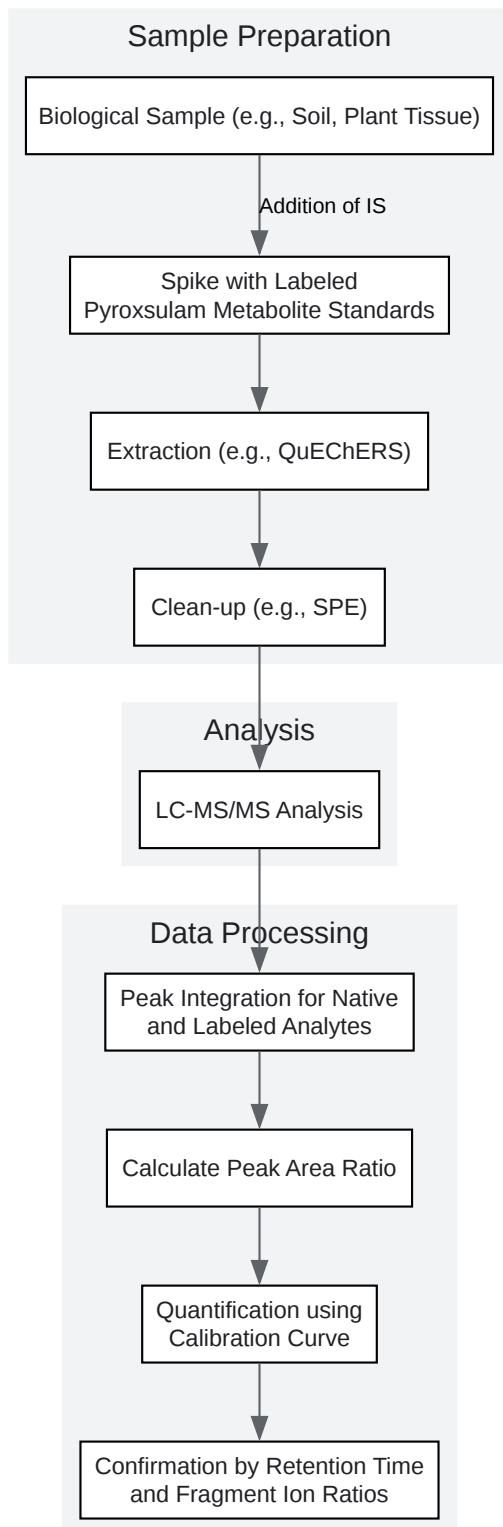 Sample Preparation
Biological Sample (e.g., Soil, Plant Tissue)
Addition of IS
Spike with Labeled
Pyroxsulam Metabolite Standards
Extraction (e.g., QuEChERS)
Clean-up (e.g., SPE)
Analysis
LC-MS/MS Analysis
Data Processing
Peak Integration for Native
and Labeled Analytes
Calculate Peak Area Ratio
Quantification using
Calibration Curve
Confirmation by Retention Time
and Fragment Ion Ratios